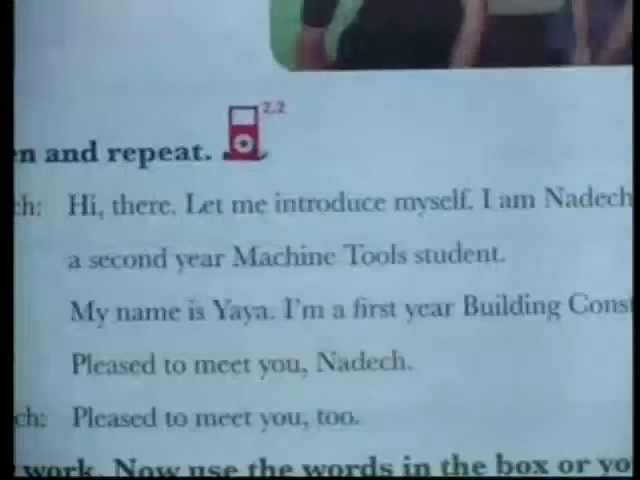 n and repeat. 2.2
ch: Hi, there. Let me introduce myself. I am Nadech
a second year Machine Tools student.
My name is Yaya. I'm a first year Building Cons
Pleased to meet you, Nadech.
ch: Pleased to meet you, too.
work. Now use the words in the box or yo